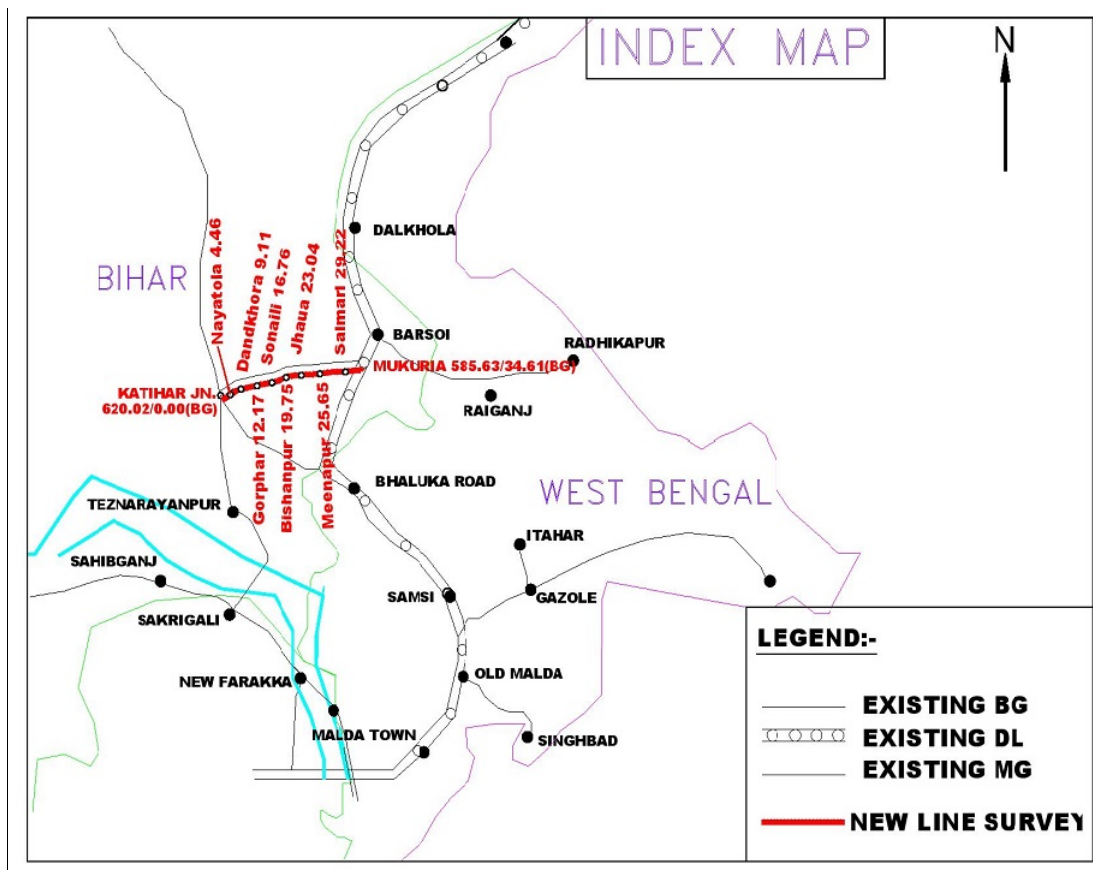 INDEX MAP
N
DALKHOLA
BIHAR
Nayatola 4.46
Dandkhora 9.11
Sonaili 16.76
Jhaua 23.04
Salmari 29.22
BARSOI
RADHIKAPUR
MUKURIA 585.63/34.61(BG)
KATIHAR JN.
620.02/0.00(BG)
RAIGANJ
Gorphar 12.17
Bishanpur 19.75
Meenapur 25.65
BHALUKA ROAD
WEST BENGAL
TEZNARAYANPUR
ITAHAR
SAHIBGANJ
SAMSI
GAZOLE
SAKRIGALI
NEW FARAKKA
OLD MALDA
MALDA TOWN
SINGHBAD
LEGEND:-
EXISTING BG
EXISTING DL
EXISTING MG
NEW LINE SURVEY